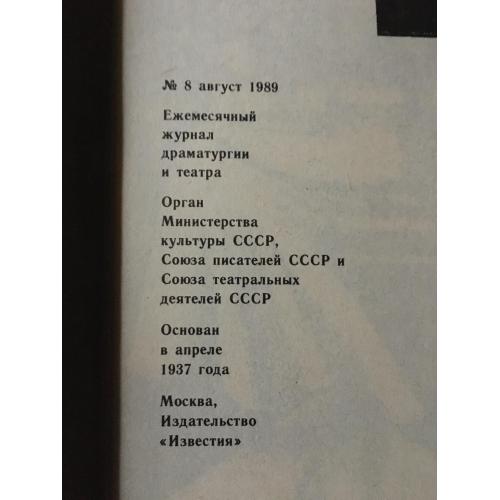 № 8 август 1989
Ежемесячный
журнал
драматургии
и театра
Орган
Министерства
культуры СССР,
Союза писателей СССР и
Союза театральных
деятелей СССР
Основан
в апреле
1937 года
Москва,
Издательство
«Известия»